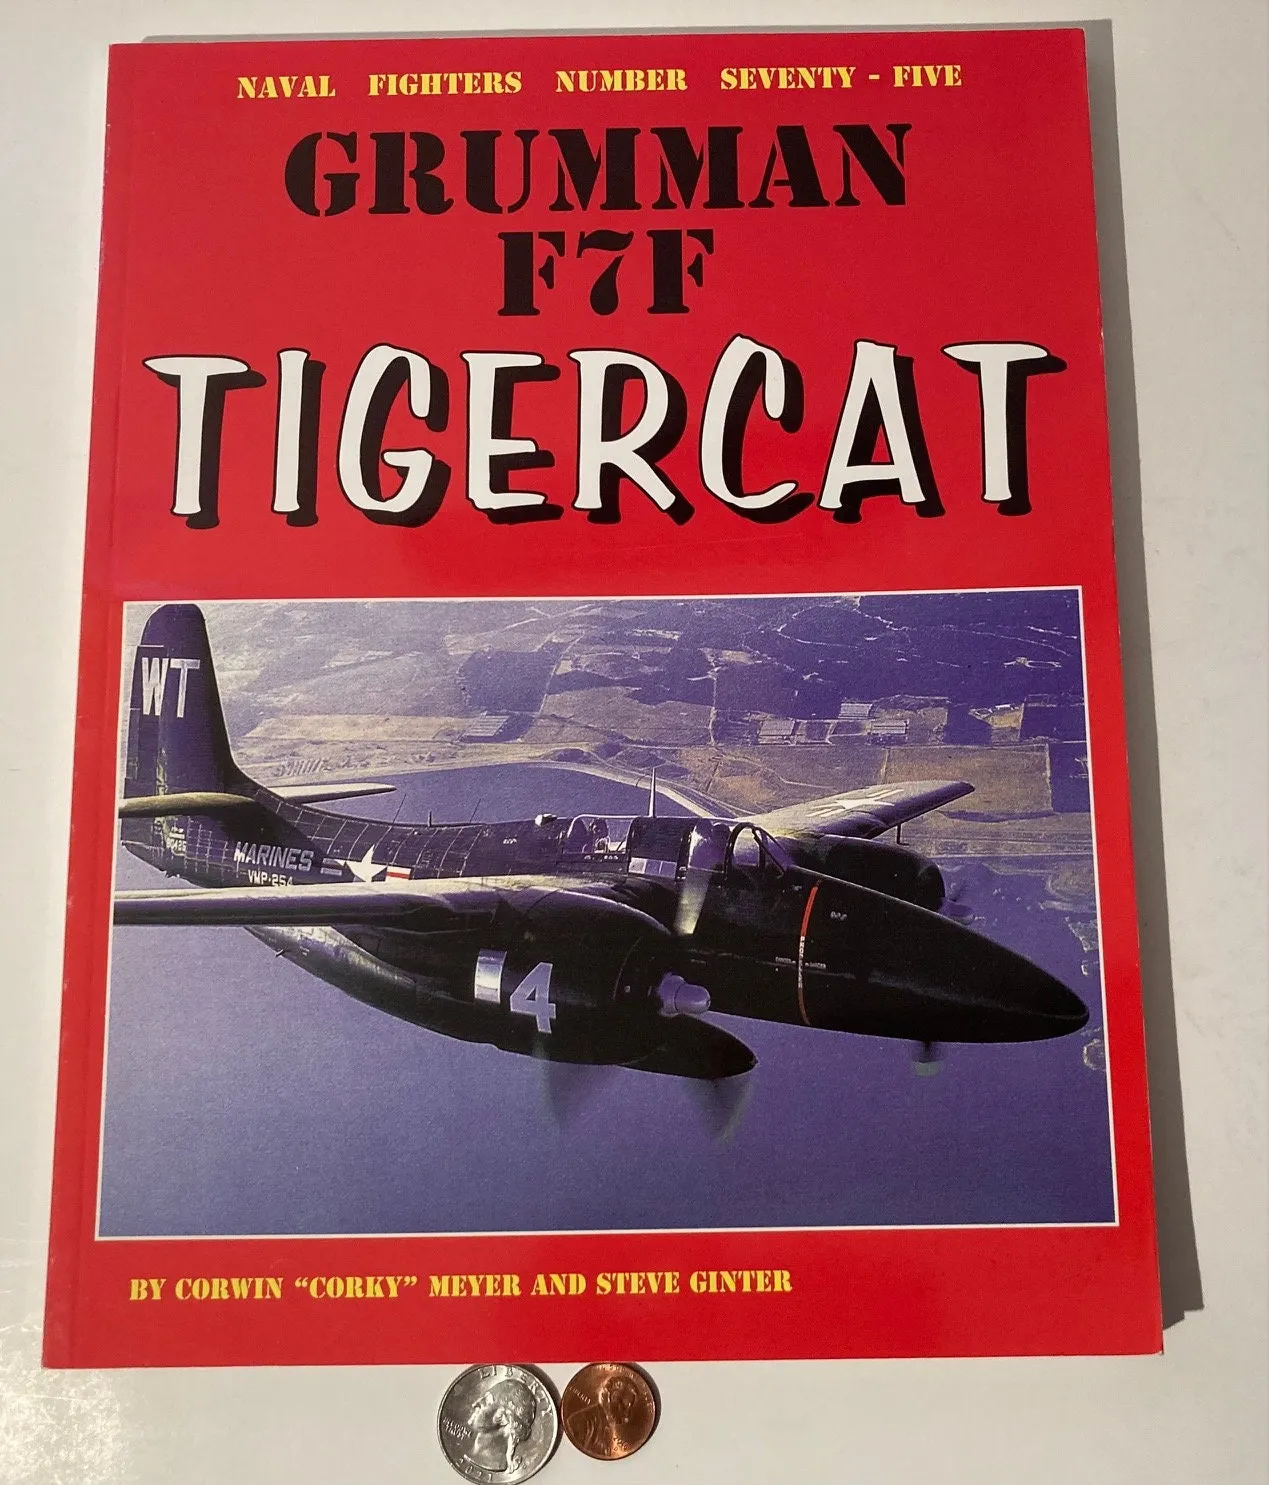 NAVAL FIGHTERS NUMBER SEVENTY - FIVE
GRUMMAN
F7F
TIGERCAT
WT
MARINES
VMP-254
4
BY CORWIN “CORKY” MEYER AND STEVE GINTER
LIBERTY